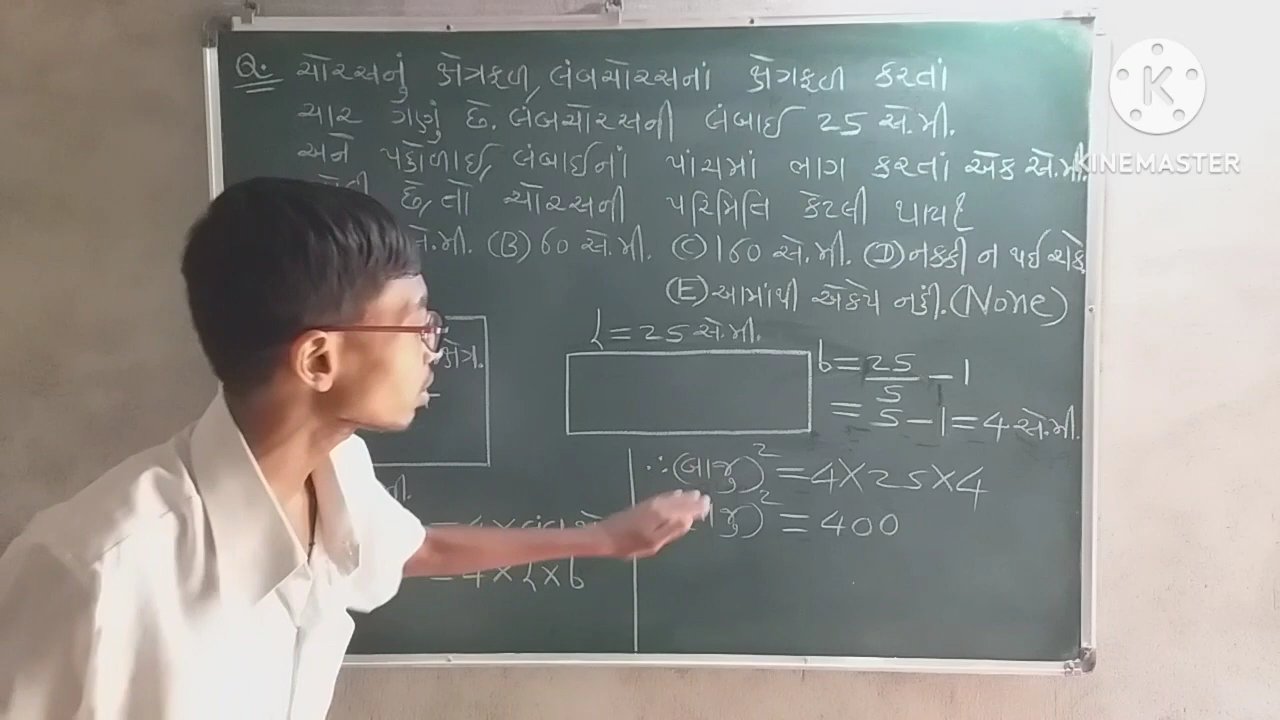 Q. ચોરસનું ક્ષેત્રફળ, લંબચોરસનાં ક્ષેત્રફળ કરતાં
ચાર ગણું છે. લંબચોરસની લંબાઈ 25 સે.મી.
અને પહોળાઈ, લંબાઈનાં પાંચમાં ભાગ કરતાં એક સે.મી.
છે, તો ચોરસની પરિમિતિ કેટલી થાય?
સે.મી. (B) 60 સે.મી. (C) 160 સે.મી. (D) નક્કી ન થઈ શકે
(E) આમાંથી એકેય નહીં. (None)
l = 25 સે.મી.
ક્ષેત્ર.
b = 25/5 - 1
= 5 - 1 = 4 સે.મી.
∴ (બાજુ)² = 4 × 25 × 4
(બાજુ)² = 400
= 4 × l × b
K
KINEMASTER